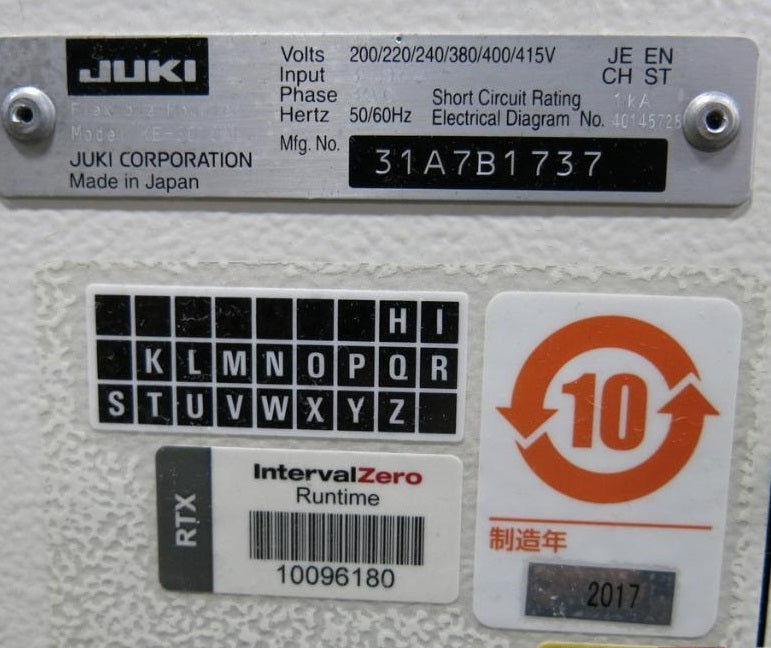 JUKI
Volts 200/220/240/380/400/415V
Input
Phase
Hertz 50/60Hz
JE EN
CH ST
Short Circuit Rating 1kA
Electrical Diagram No. 40145728
JUKI CORPORATION
Made in Japan
Mfg. No. 31A7B1737
H I
K L M N O P Q R
S T U V W X Y Z
RTX
IntervalZero
Runtime
10096180
10
制造年
2017